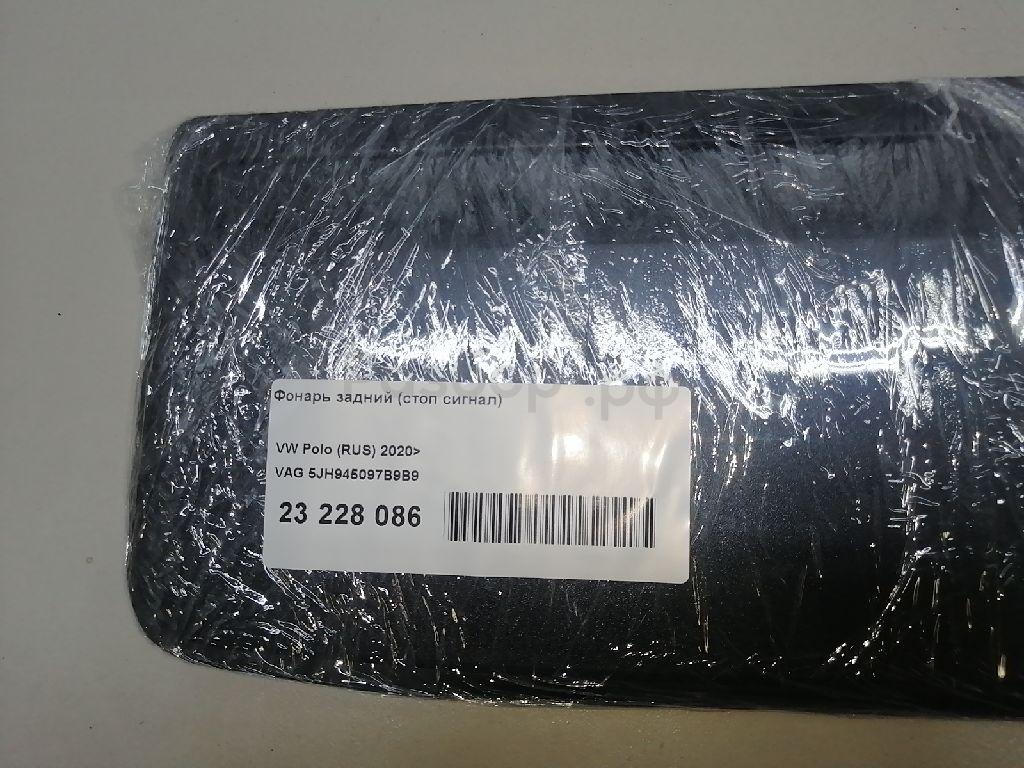 Фонарь задний (стоп сигнал)
VW Polo (RUS) 2020>
VAG 5JH945097B9B9
23 228 086